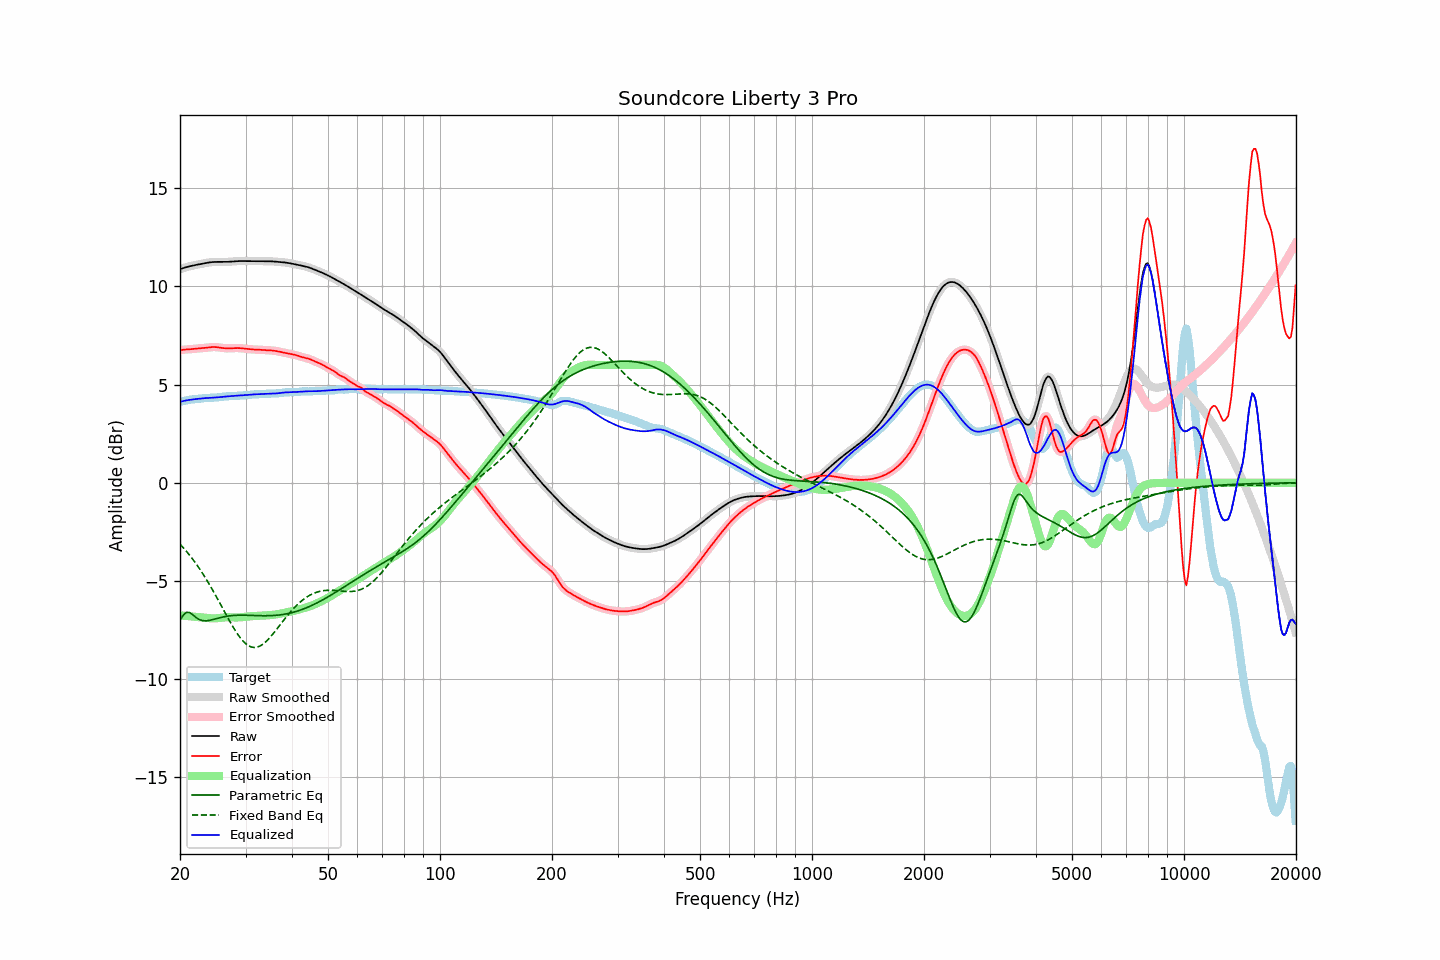 Soundcore Liberty 3 Pro
Amplitude (dBr)
15
10
5
0
−5
−10
−15
Target
Raw Smoothed
Error Smoothed
Raw
Error
Equalization
Parametric Eq
Fixed Band Eq
Equalized
20 50 100 200 500 1000 2000 5000 10000 20000
Frequency (Hz)